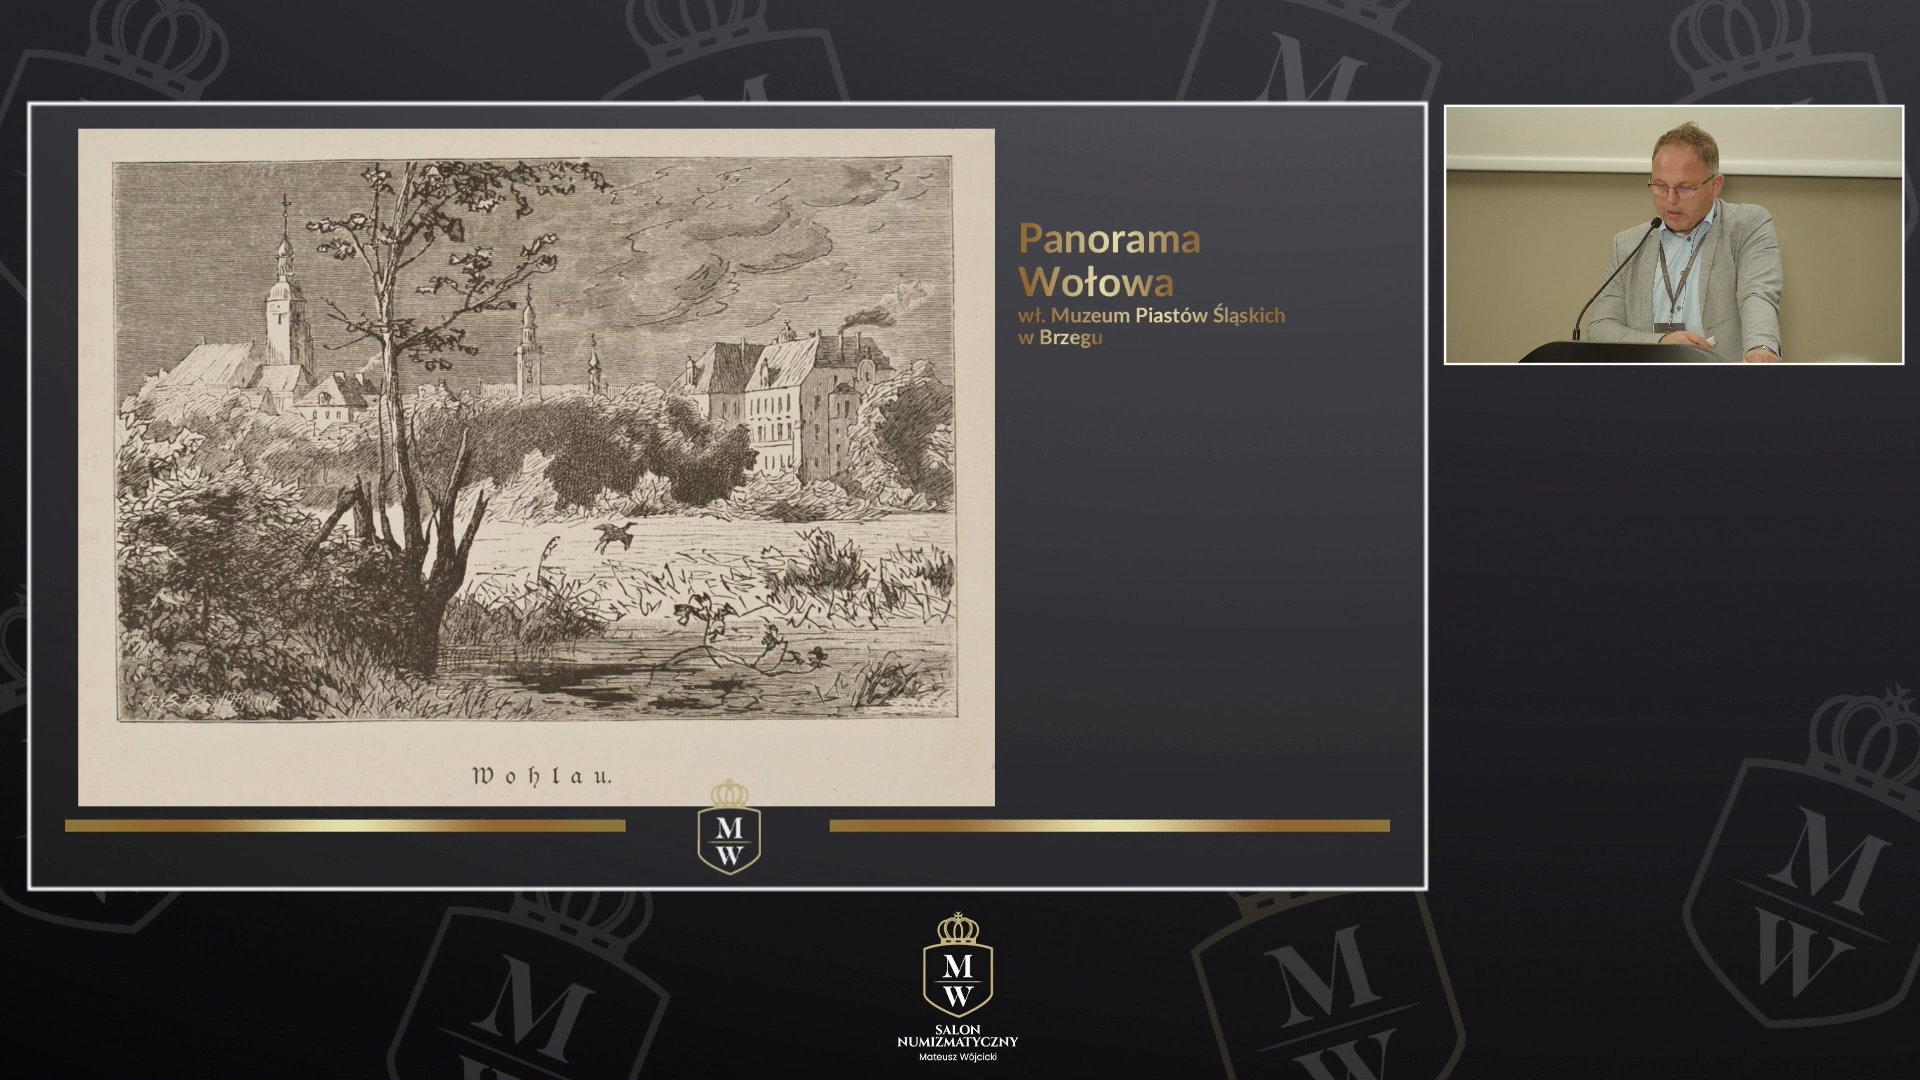 Panorama
Wołowa
wł. Muzeum Piastów Śląskich
w Brzegu
Wohlau.
M
W
M
W
SALON
NUMIZMATYCZNY
Mateusz Wójcicki